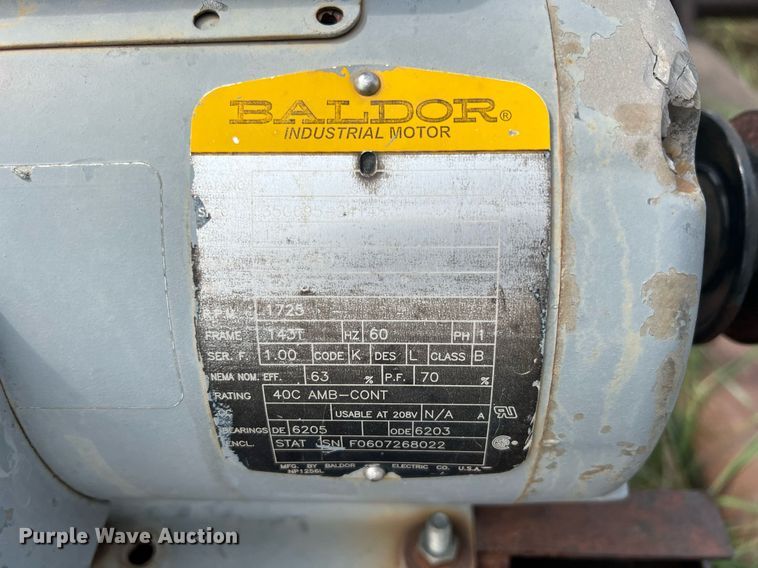 BALDOR®
INDUSTRIAL MOTOR
R.P.M. 1725
FRAME 143T HZ 60 PH 1
SER. F. 1.00 CODE K DES L CLASS B
NEMA NOM. EFF. 63 % P.F. 70 %
RATING 40C AMB-CONT
USABLE AT 208V N/A A
BEARINGS DE 6205 ODE 6203
ENCL. STAT SN F0607268022
MFG. BY BALDOR ELECTRIC CO. U.S.A.
NP1256L
Purple Wave Auction